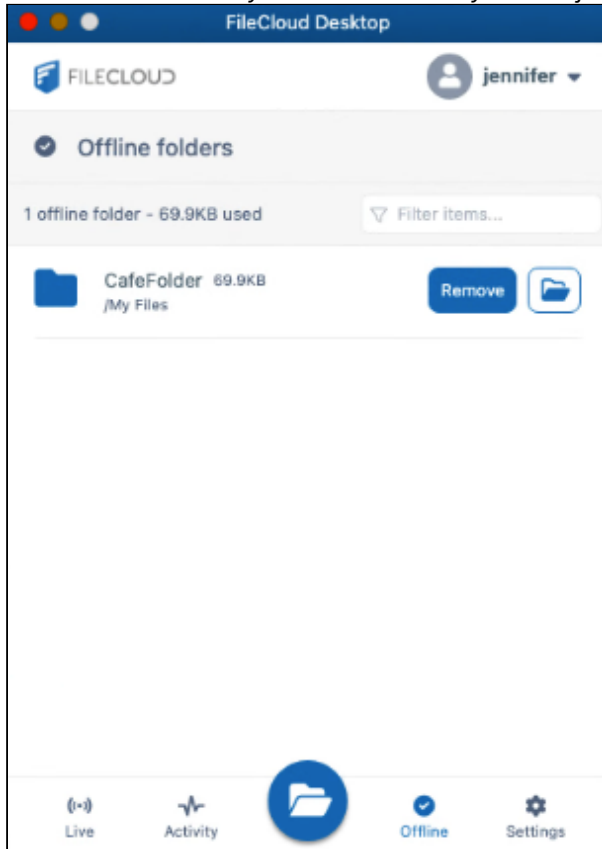 FileCloud Desktop
FILECLOUD
jennifer
Offline folders
1 offline folder - 69.9KB used
Filter items...
CafeFolder 69.9KB
/My Files
Remove
Live
Activity
Offline
Settings